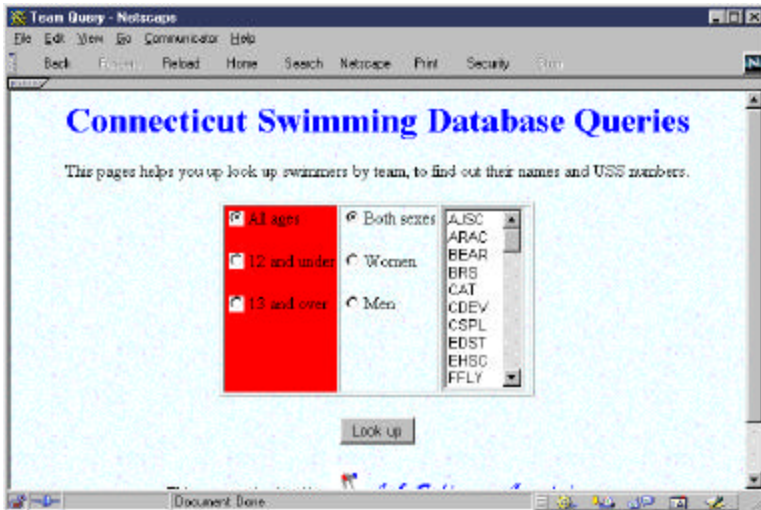 Team Query - Netscape
File Edit View Go Communicator Help
Back Forward Reload Home Search Netscape Print Security Stop
Connecticut Swimming Database Queries
This pages helps you up look up swimmers by team, to find out their names and USS numbers.
All ages Both sexes AJSC
ARAC
12 and under Women BEAR
BRS
CAT
13 and over Men CDEV
CSPL
EDST
EHSC
FFLY
Look up
Document: Done